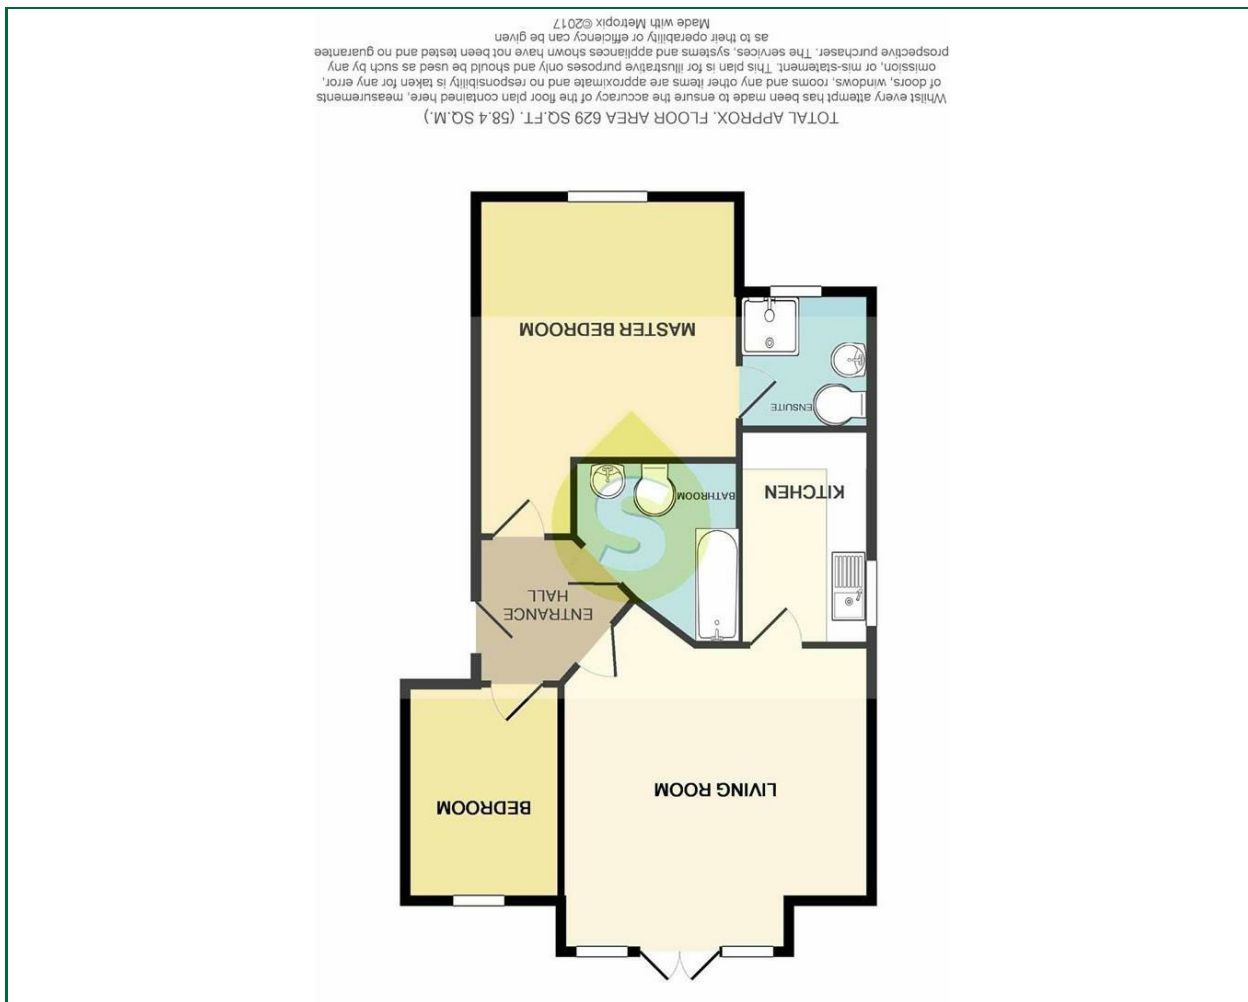 BEDROOM
LIVING ROOM
ENTRANCE
HALL
KITCHEN
BATHROOM
ENSUITE
MASTER BEDROOM
S
TOTAL APPROX. FLOOR AREA 629 SQ.FT. (58.4 SQ.M.)
Whilst every attempt has been made to ensure the accuracy of the floor plan contained here, measurements
of doors, windows, rooms and any other items are approximate and no responsibility is taken for any error,
omission, or mis-statement. This plan is for illustrative purposes only and should be used as such by any
prospective purchaser. The services, systems and appliances shown have not been tested and no guarantee
as to their operability or efficiency can be given
Made with Metropix ©2017